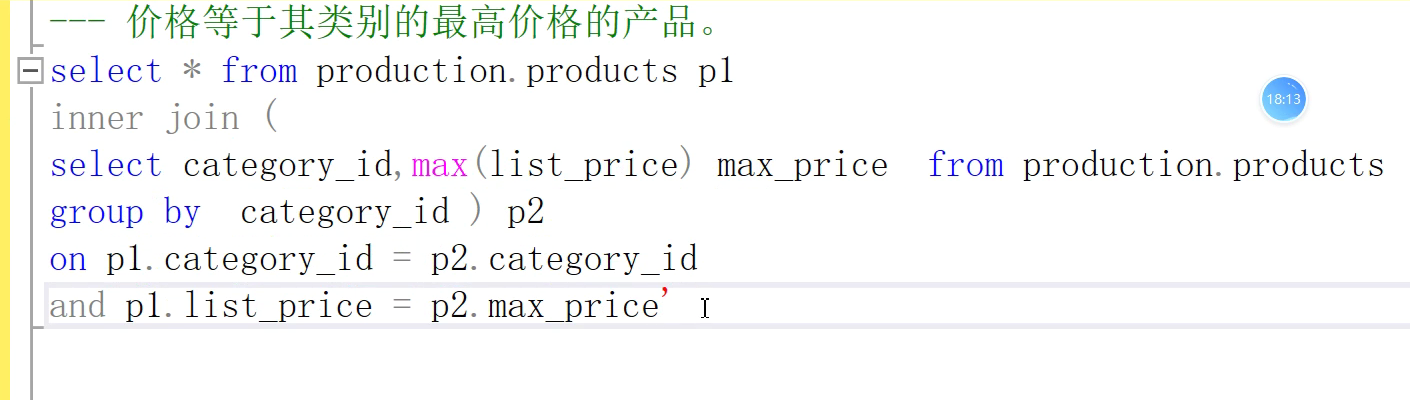 --- 价格等于其类别的最高价格的产品。
select * from production.products p1
18:13
inner join (
select category_id,max(list_price) max_price  from production.products
group by  category_id ) p2
on p1.category_id = p2.category_id
and p1.list_price = p2.max_price'